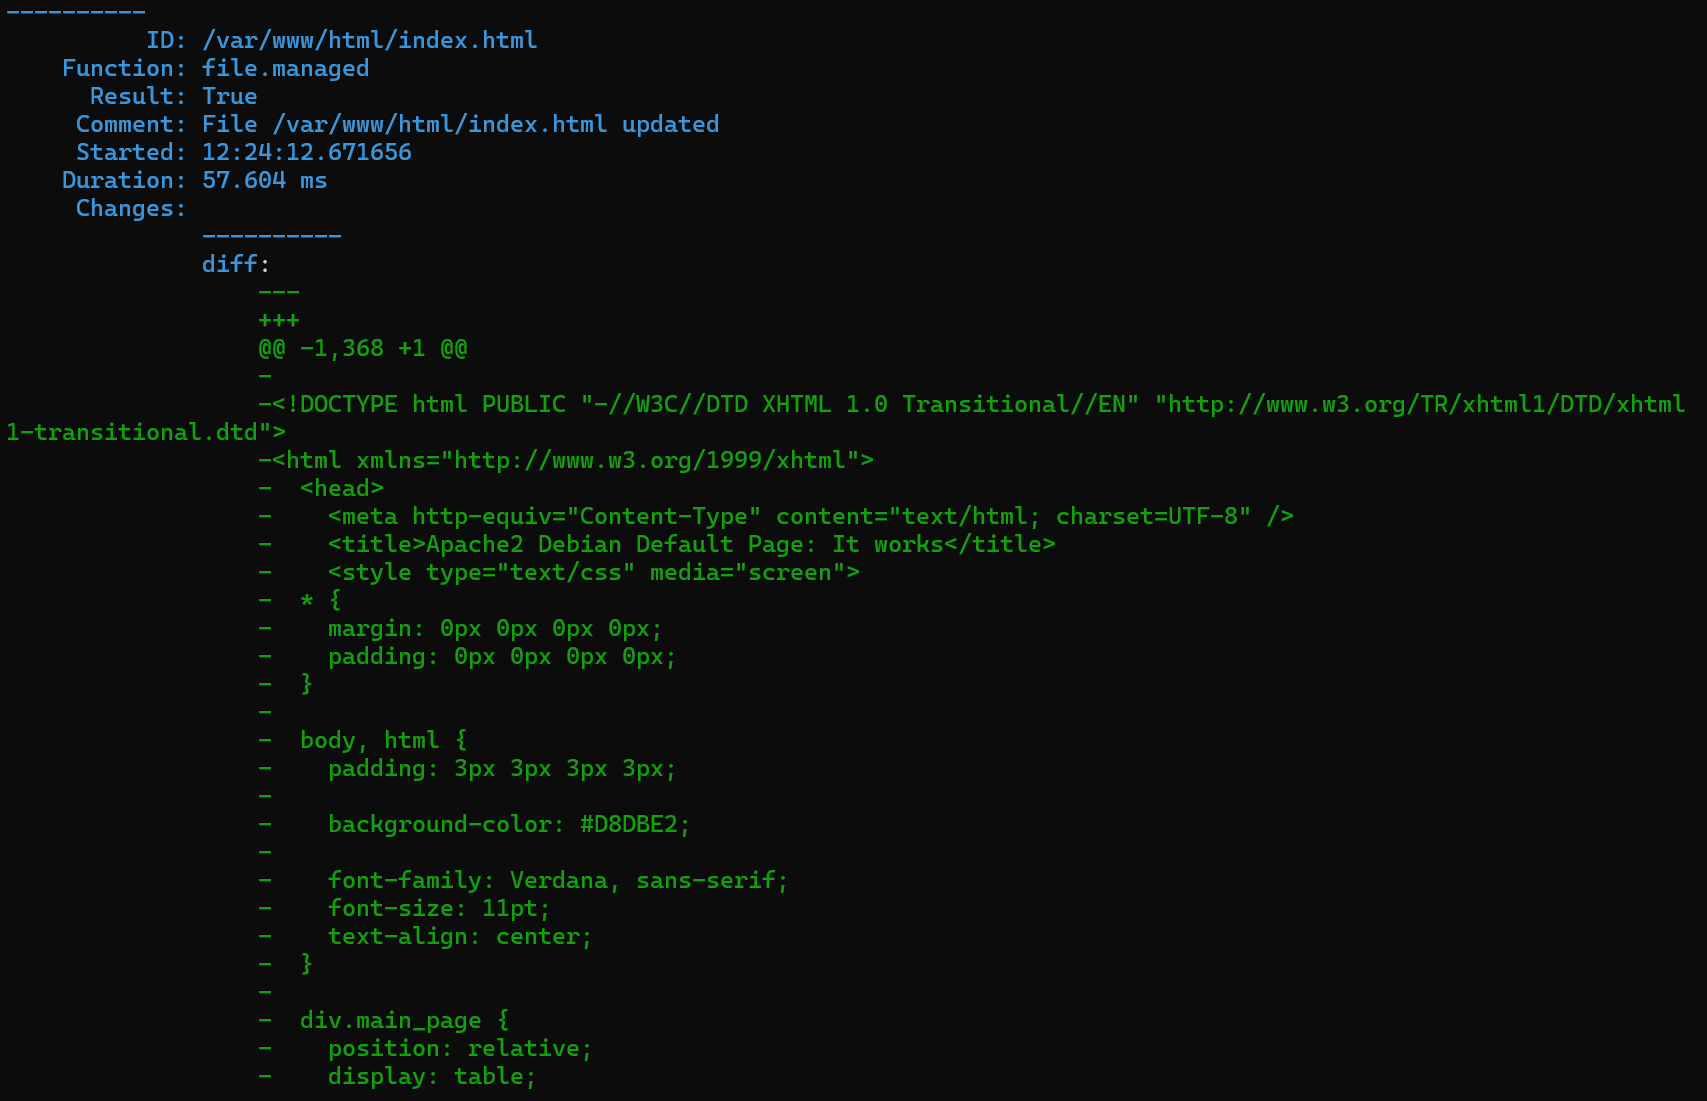 ----------
          ID: /var/www/html/index.html
    Function: file.managed
      Result: True
     Comment: File /var/www/html/index.html updated
     Started: 12:24:12.671656
    Duration: 57.604 ms
     Changes:
              ----------
              diff:
                  ---
                  +++
                  @@ -1,368 +1 @@
                  -
                  -<!DOCTYPE html PUBLIC "-//W3C//DTD XHTML 1.0 Transitional//EN" "http://www.w3.org/TR/xhtml1/DTD/xhtml
1-transitional.dtd">
                  -<html xmlns="http://www.w3.org/1999/xhtml">
                  -  <head>
                  -    <meta http-equiv="Content-Type" content="text/html; charset=UTF-8" />
                  -    <title>Apache2 Debian Default Page: It works</title>
                  -    <style type="text/css" media="screen">
                  -  * {
                  -    margin: 0px 0px 0px 0px;
                  -    padding: 0px 0px 0px 0px;
                  -  }
                  -
                  -  body, html {
                  -    padding: 3px 3px 3px 3px;
                  -
                  -    background-color: #D8DBE2;
                  -
                  -    font-family: Verdana, sans-serif;
                  -    font-size: 11pt;
                  -    text-align: center;
                  -  }
                  -
                  -  div.main_page {
                  -    position: relative;
                  -    display: table;